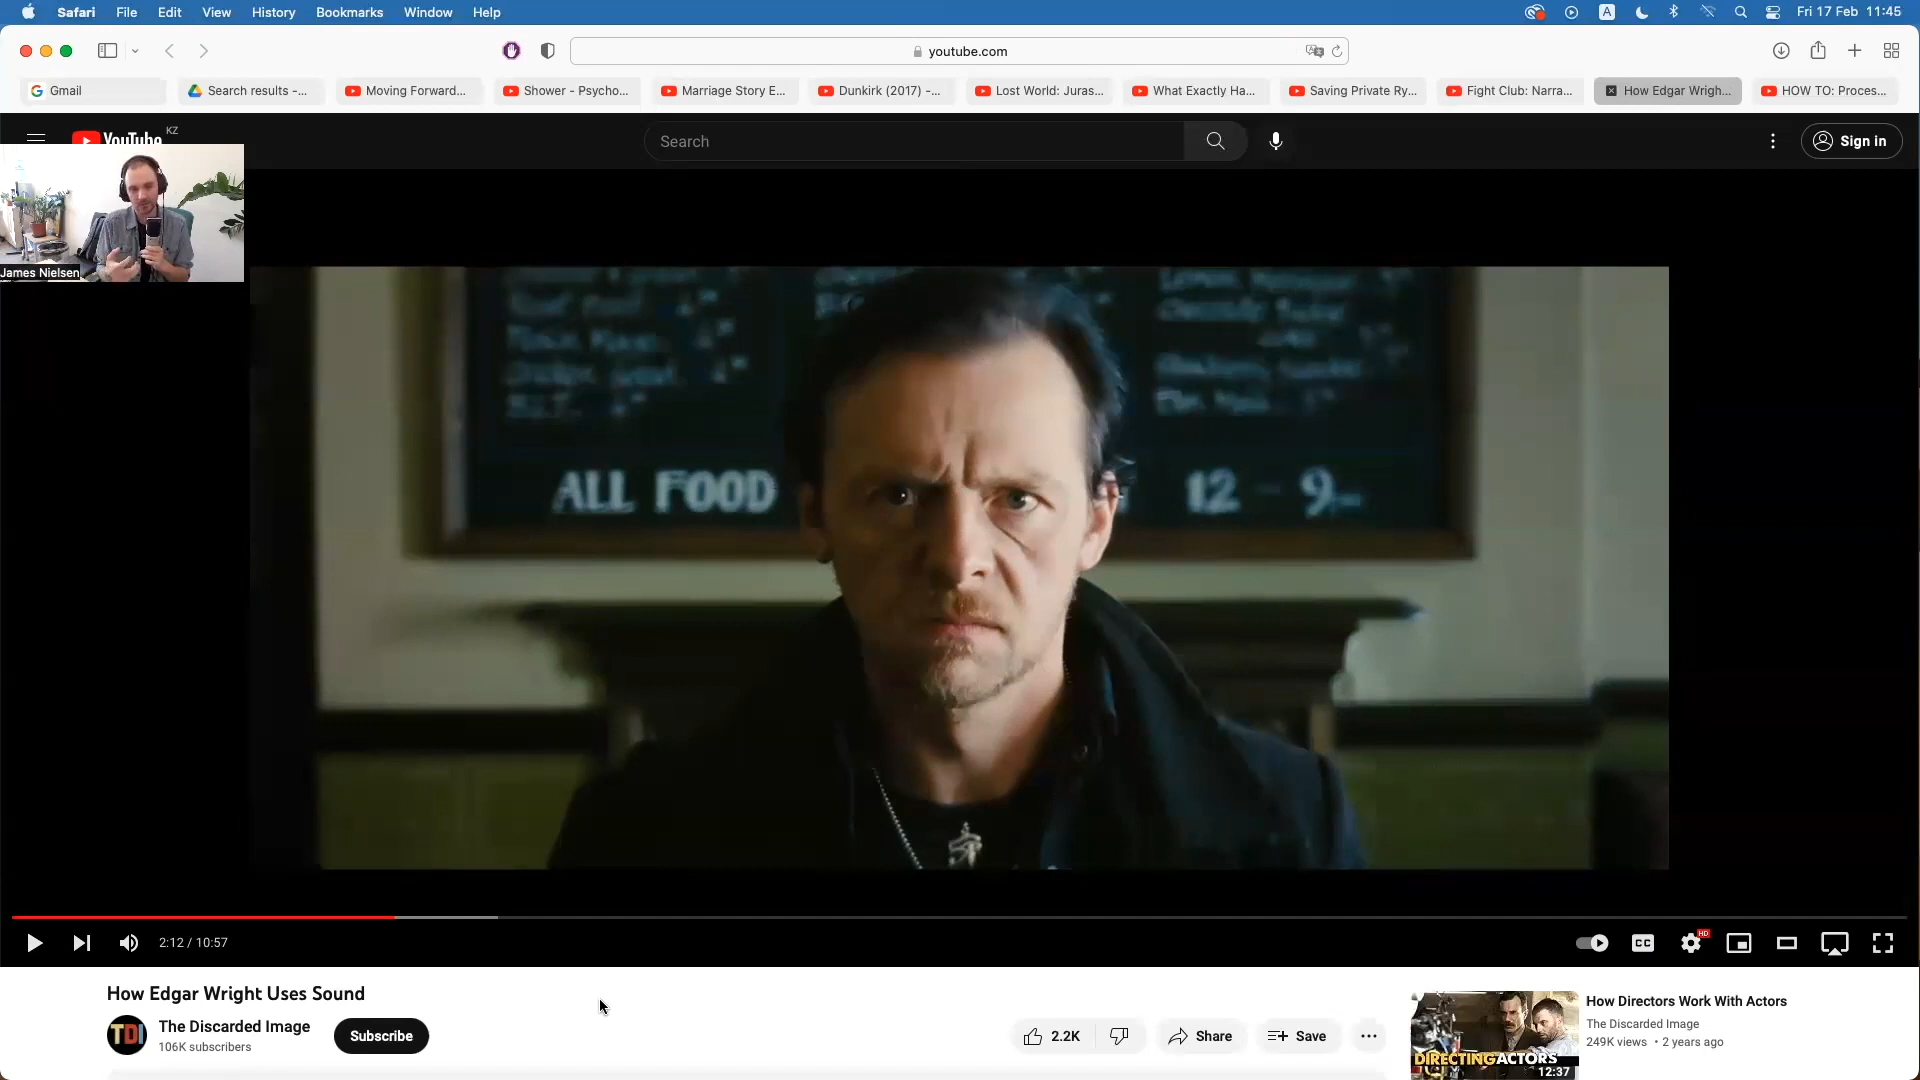 Safari File Edit View History Bookmarks Window Help
A
Fri 17 Feb 11:45
youtube.com
Gmail
Search results -...
Moving Forward...
Shower - Psycho...
Marriage Story E...
Dunkirk (2017) -...
Lost World: Juras...
What Exactly Ha...
Saving Private Ry...
Fight Club: Narra...
How Edgar Wrigh...
HOW TO: Proces...
YouTube KZ
Search
Sign in
James Nielsen
ALL FOOD 12 - 9
2:12 / 10:57
CC
HD
How Edgar Wright Uses Sound
TDI
The Discarded Image
106K subscribers
Subscribe
2.2K
Share
Save
DIRECTING ACTORS
12:37
How Directors Work With Actors
The Discarded Image
249K views • 2 years ago